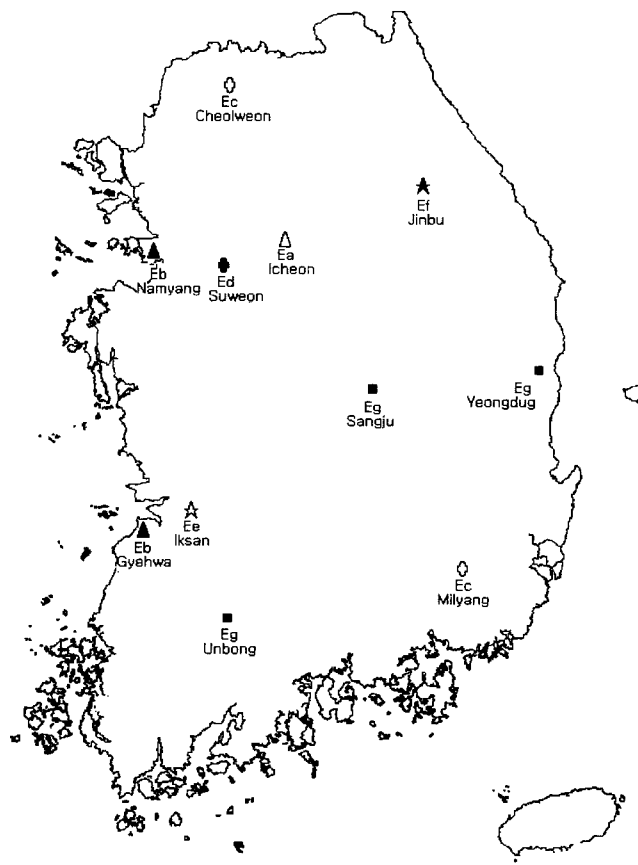 Ec
Cheolweon
Ef
Jinbu
Ea
Icheon
Eb
Namyang
Ed
Suweon
Eg
Yeongdug
Eg
Sangju
Ee
Iksan
Eb
Gyehwa
Ec
Milyang
Eg
Unbong